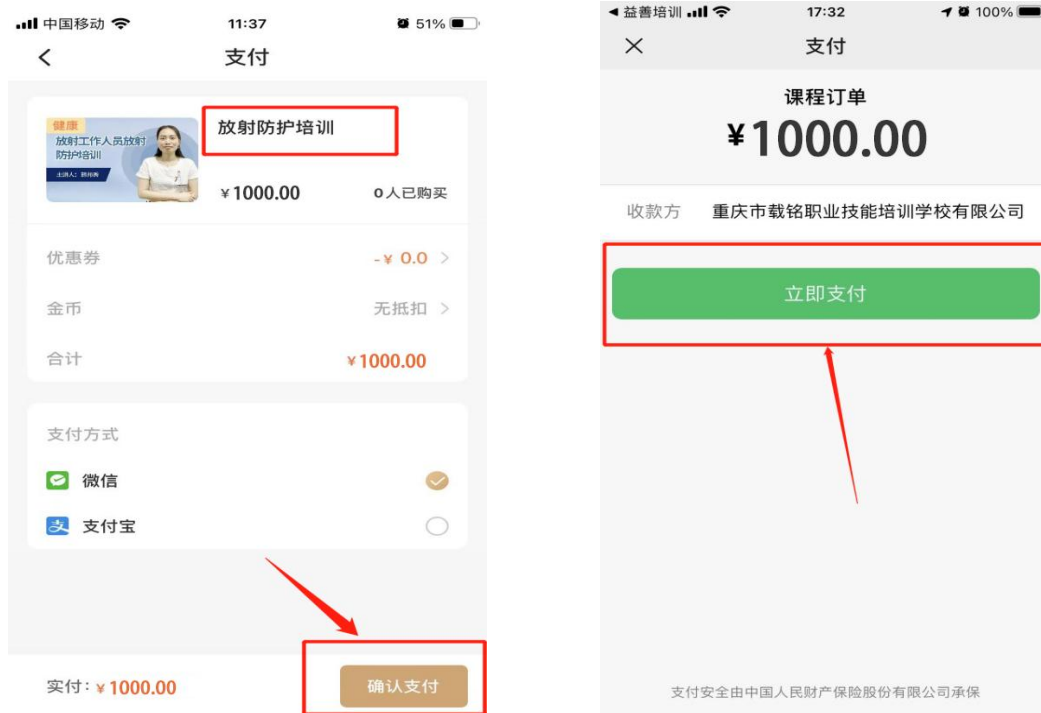 中国移动 11:37 51%
支付
健康
放射工作人员放射
防护培训
放射防护培训
¥1000.00 0人已购买
优惠券 -¥ 0.0 >
金币 无抵扣 >
合计 ¥1000.00
支付方式
微信
支付宝
实付: ¥1000.00 确认支付
益善培训 17:32 100%
支付
课程订单
¥1000.00
收款方 重庆市载铭职业技能培训学校有限公司
立即支付
支付安全由中国人民财产保险股份有限公司承保